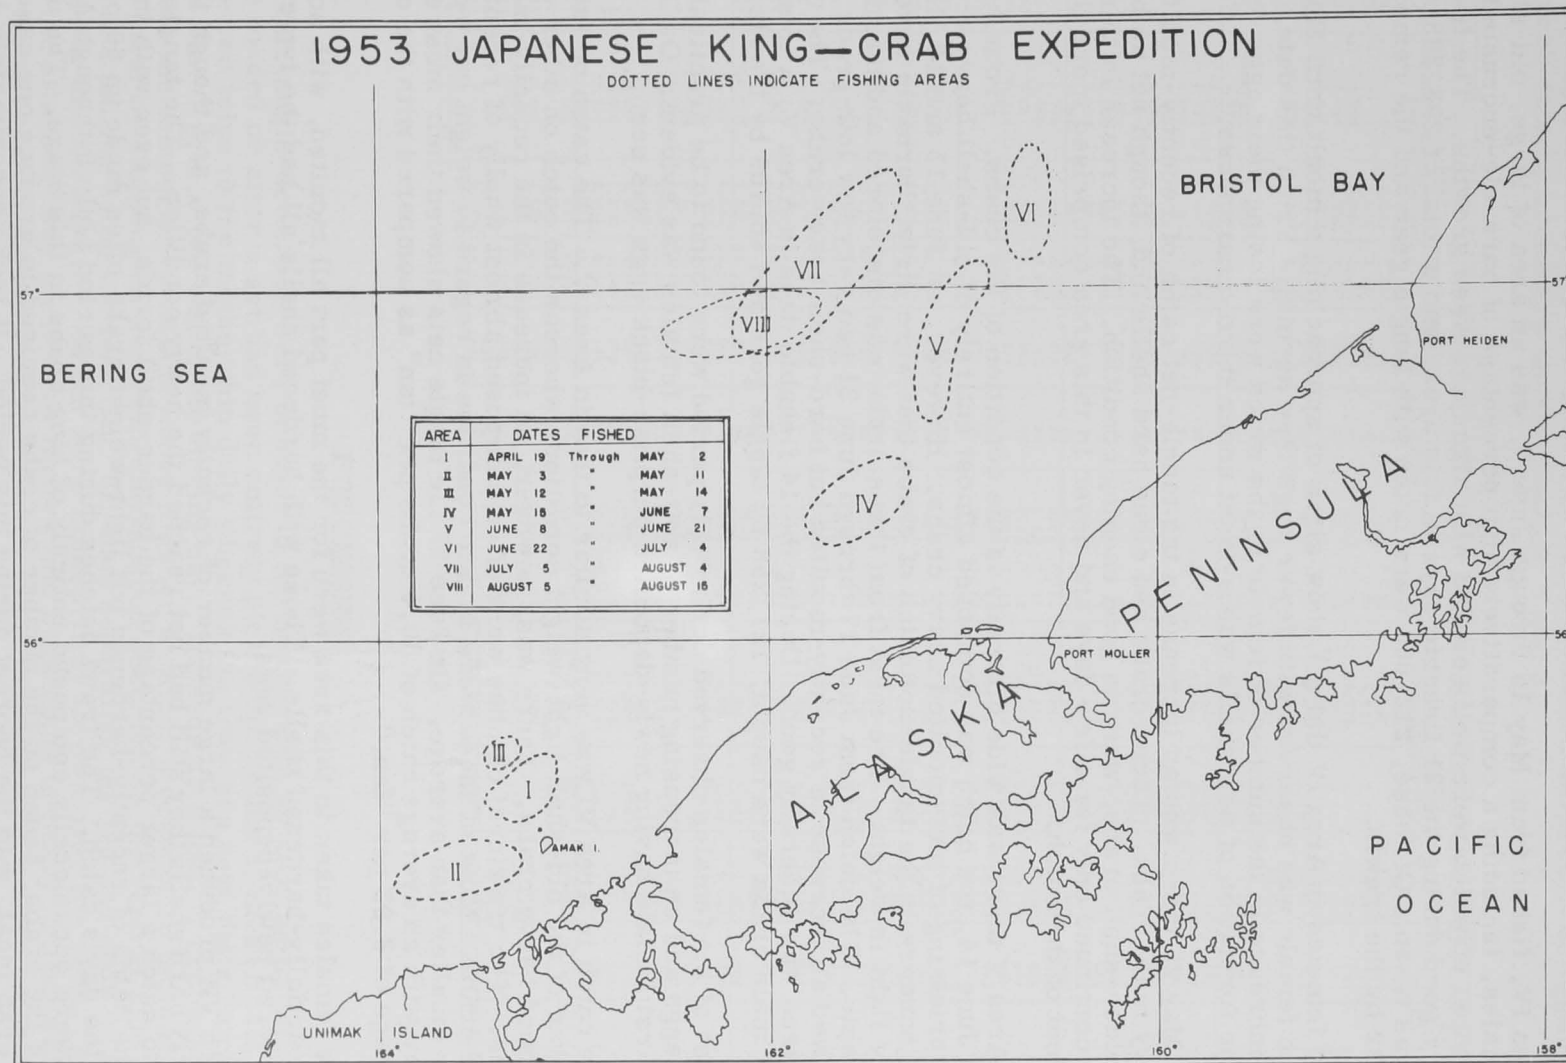 1953 JAPANESE KING—CRAB EXPEDITION
DOTTED LINES INDICATE FISHING AREAS
BRISTOL BAY
VI
VII
57°
57°
VIII
V
PORT HEIDEN
BERING SEA
AREA DATES FISHED
I APRIL 19 Through MAY 2
II MAY 3 " MAY 11
III MAY 12 " MAY 14
IV MAY 15 " JUNE 7
V JUNE 8 " JUNE 21
VI JUNE 22 " JULY 4
VII JULY 5 " AUGUST 4
VIII AUGUST 5 " AUGUST 15
IV
ALASKA PENINSULA
56°
56°
PORT MOLLER
III
I
AMAK I.
II
PACIFIC
OCEAN
UNIMAK ISLAND
164°
162°
160°
158°